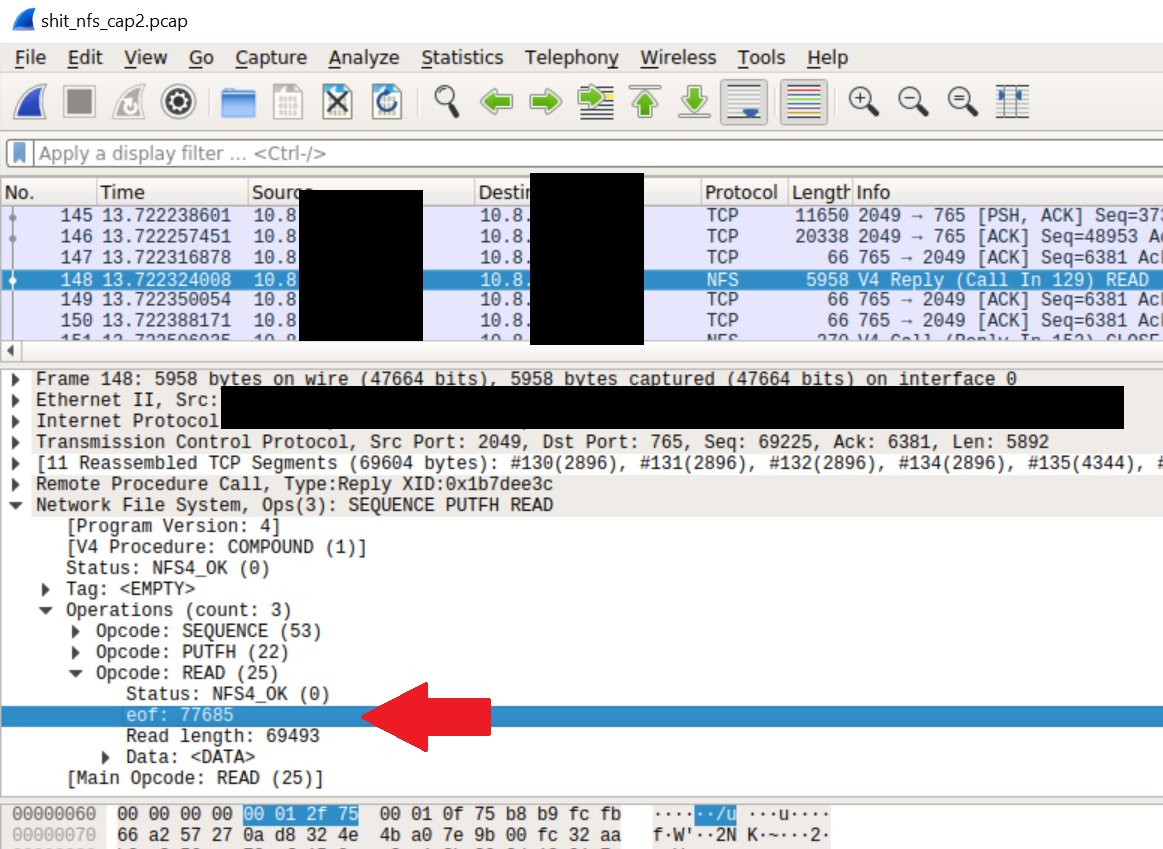 shit_nfs_cap2.pcap
File Edit View Go Capture Analyze Statistics Telephony Wireless Tools Help
Apply a display filter ... <Ctrl-/>
No. Time Source Destin Protocol Length Info
145 13.722238601 10.8 10.8. TCP 11650 2049 → 765 [PSH, ACK] Seq=373
146 13.722257451 10.8 10.8. TCP 20338 2049 → 765 [ACK] Seq=48953 Ac
147 13.722316878 10.8 10.8. TCP 66 765 → 2049 [ACK] Seq=6381 Ack
148 13.722324008 10.8 10.8. NFS 5958 V4 Reply (Call In 129) READ
149 13.722350054 10.8 10.8. TCP 66 765 → 2049 [ACK] Seq=6381 Ack
150 13.722388171 10.8 10.8. TCP 66 765 → 2049 [ACK] Seq=6381 Ack
Frame 148: 5958 bytes on wire (47664 bits), 5958 bytes captured (47664 bits) on interface 0
Ethernet II, Src:
Internet Protocol
Transmission Control Protocol, Src Port: 2049, Dst Port: 765, Seq: 69225, Ack: 6381, Len: 5892
[11 Reassembled TCP Segments (69604 bytes): #130(2896), #131(2896), #132(2896), #134(2896), #135(4344), #
Remote Procedure Call, Type:Reply XID:0x1b7dee3c
Network File System, Ops(3): SEQUENCE PUTFH READ
[Program Version: 4]
[V4 Procedure: COMPOUND (1)]
Status: NFS4_OK (0)
Tag: <EMPTY>
Operations (count: 3)
Opcode: SEQUENCE (53)
Opcode: PUTFH (22)
Opcode: READ (25)
Status: NFS4_OK (0)
eof: 77685
Read length: 69493
Data: <DATA>
[Main Opcode: READ (25)]
00000060 00 00 00 00 00 01 2f 75 00 01 0f 75 b8 b9 fc fb ······/u ···u····
00000070 66 a2 57 27 0a d8 32 4e 4b a0 7e 9b 00 fc 32 aa f·W'··2N K·~···2·